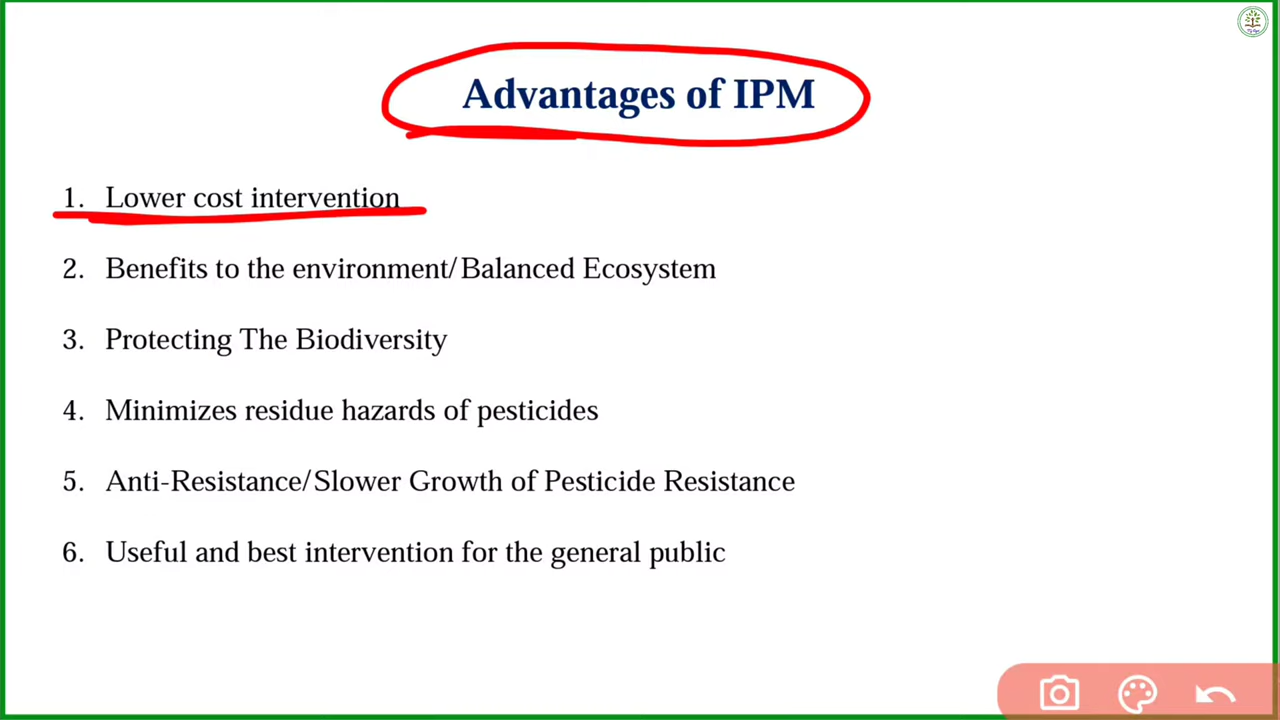 Advantages of IPM
1. Lower cost intervention
2. Benefits to the environment/Balanced Ecosystem
3. Protecting The Biodiversity
4. Minimizes residue hazards of pesticides
5. Anti-Resistance/Slower Growth of Pesticide Resistance
6. Useful and best intervention for the general public